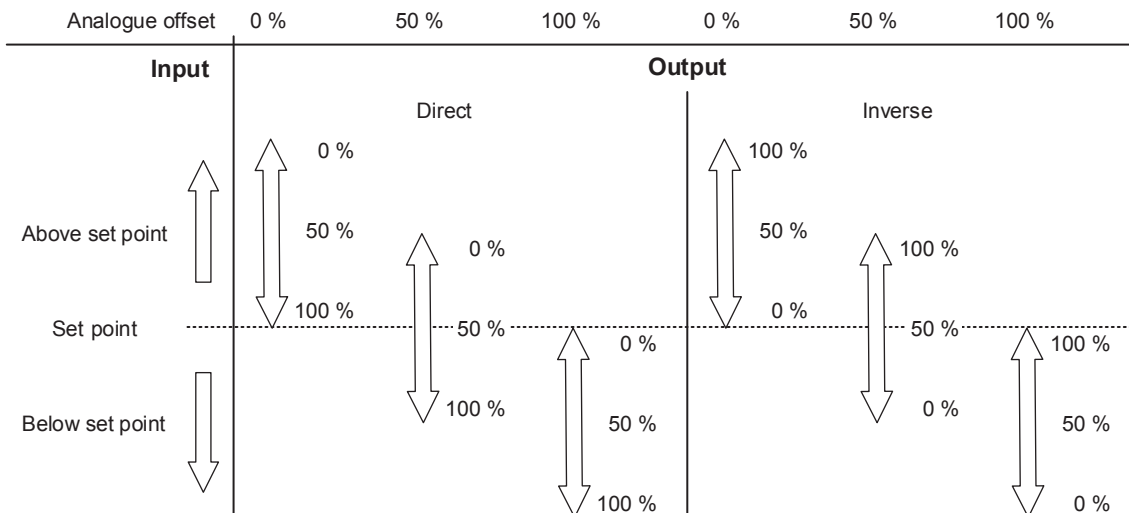 Analogue offset 0 % 50 % 100 % 0 % 50 % 100 %
Input Output
Direct Inverse
0 % 100 %
Above set point 50 % 50 %
0 % 100 %
100 % 0 %
Set point 50 % 50 %
0 % 100 %
100 % 0 %
Below set point 50 % 50 %
100 % 0 %